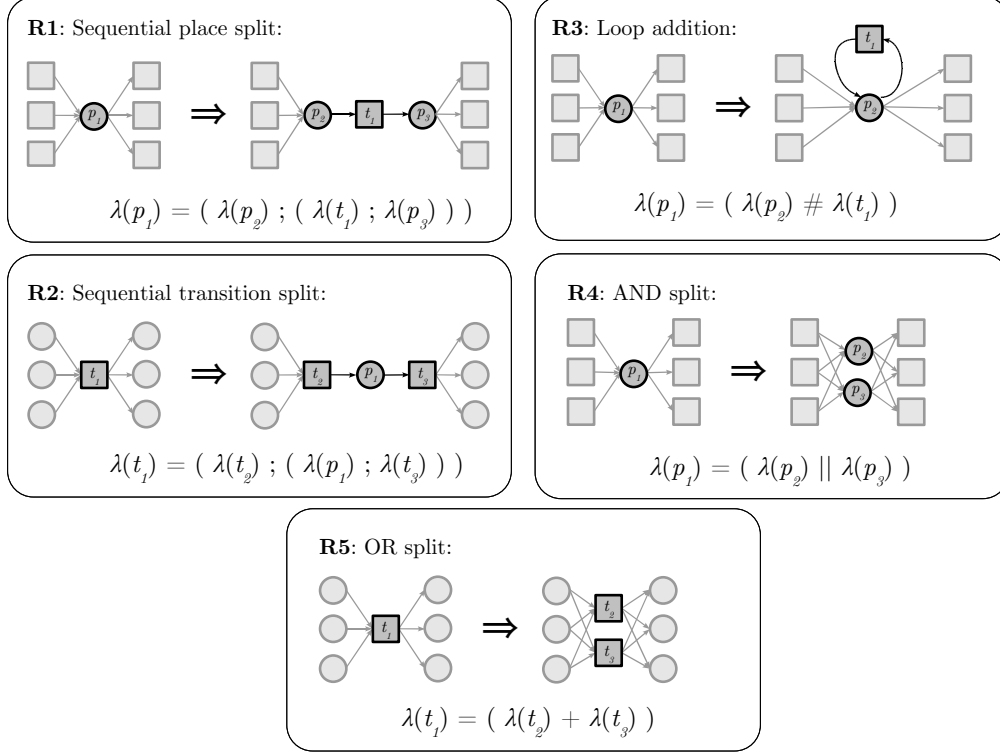 R1: Sequential place split:
p₁ ⇒ p₂ t₁ p₃
λ(p₁) = ( λ(p₂) ; ( λ(t₁) ; λ(p₃) ) )
R3: Loop addition:
t₁
p₁ ⇒ p₂
λ(p₁) = ( λ(p₂) # λ(t₁) )
R2: Sequential transition split:
t₁ ⇒ t₂ p₁ t₃
λ(t₁) = ( λ(t₂) ; ( λ(p₁) ; λ(t₃) ) )
R4: AND split:
p₂
p₁ ⇒
p₃
λ(p₁) = ( λ(p₂) || λ(p₃) )
R5: OR split:
t₂
t₁ ⇒
t₃
λ(t₁) = ( λ(t₂) + λ(t₃) )